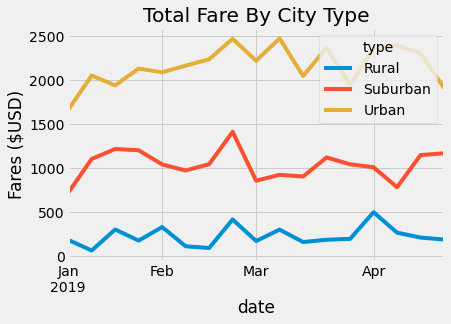 Total Fare By City Type
Fares ($USD)
2500
2000
1500
1000
500
0
type
Rural
Suburban
Urban
Jan
2019
Feb
Mar
Apr
date